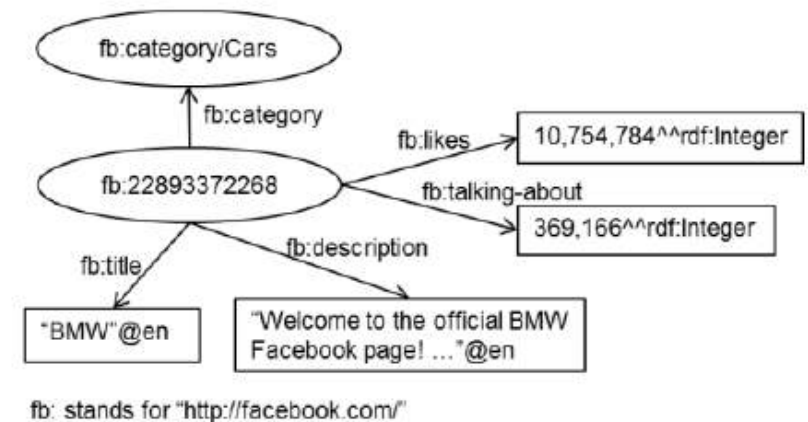 fb:category/Cars
fb:category
fb:likes
10,754,784^^rdf:Integer
fb:22893372268
fb:talking-about
369,166^^rdf:Integer
fb:title
fb:description
"BMW"@en
"Welcome to the official BMW
Facebook page! ..."@en
fb: stands for "http://facebook.com/"